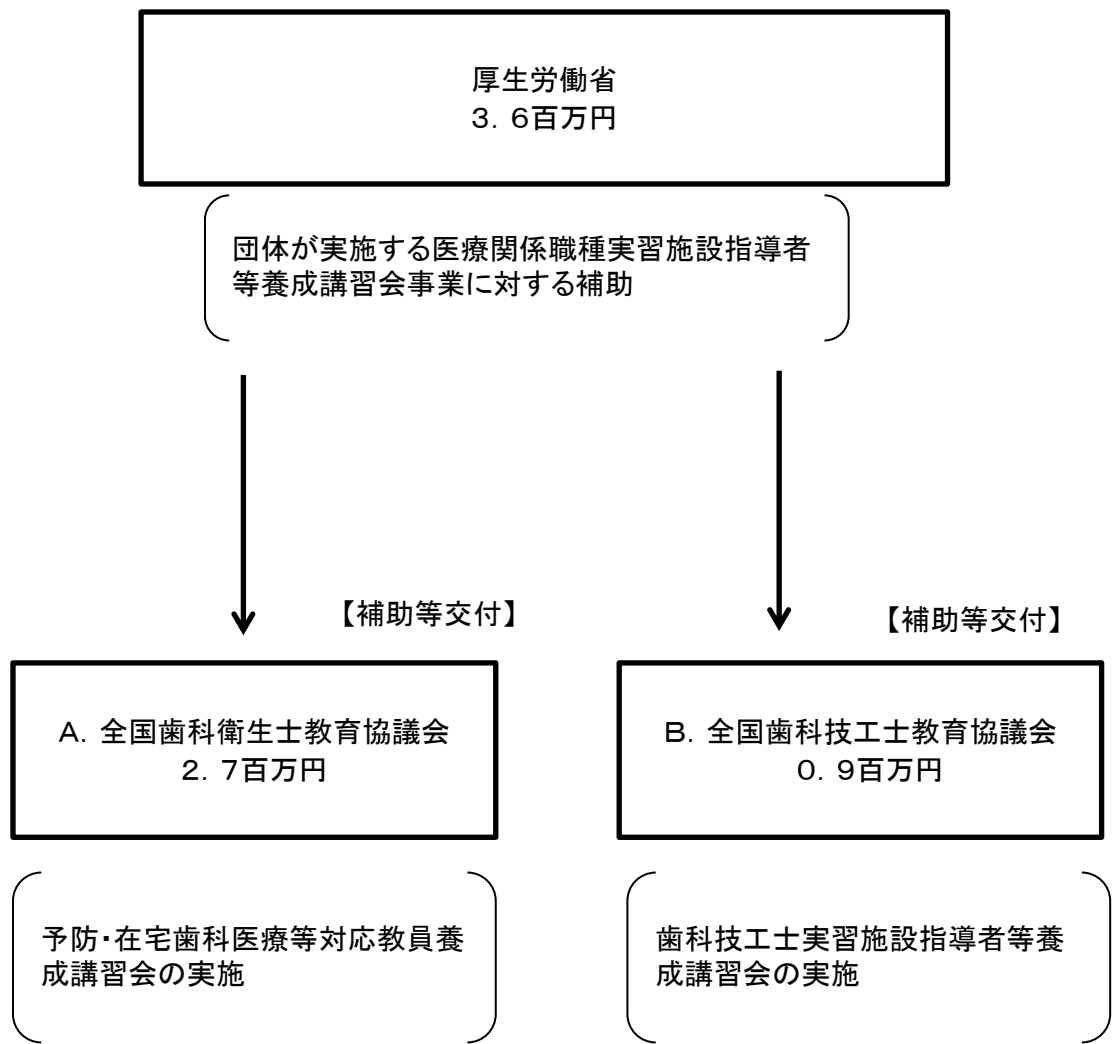 厚生労働省
３．６百万円
団体が実施する医療関係職種実習施設指導者
等養成講習会事業に対する補助
【補助等交付】
【補助等交付】
Ａ．全国歯科衛生士教育協議会
２．７百万円
Ｂ．全国歯科技工士教育協議会
０．９百万円
予防・在宅歯科医療等対応教員養
成講習会の実施
歯科技工士実習施設指導者等養
成講習会の実施